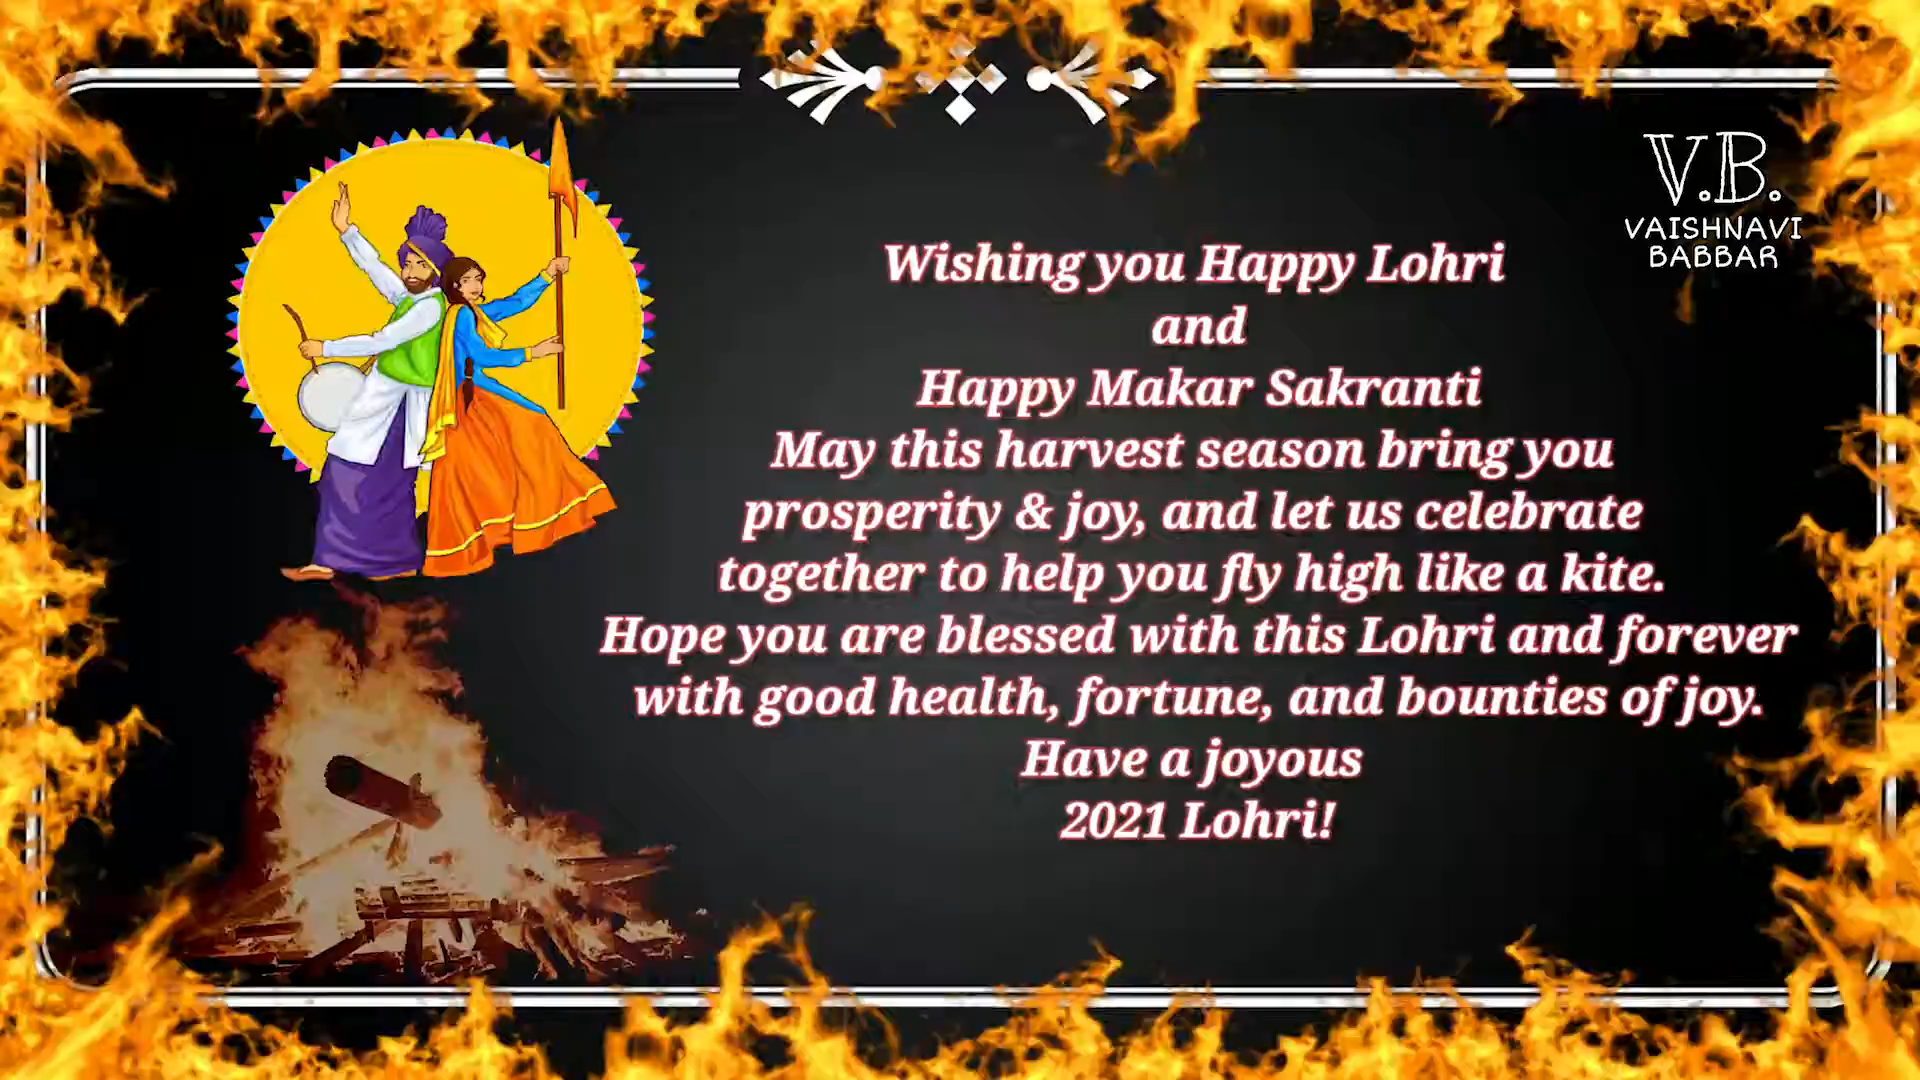 V.B.
VAISHNAVI
BABBAR
Wishing you Happy Lohri
and
Happy Makar Sakranti
May this harvest season bring you
prosperity & joy, and let us celebrate
together to help you fly high like a kite.
Hope you are blessed with this Lohri and forever
with good health, fortune, and bounties of joy.
Have a joyous
2021 Lohri!